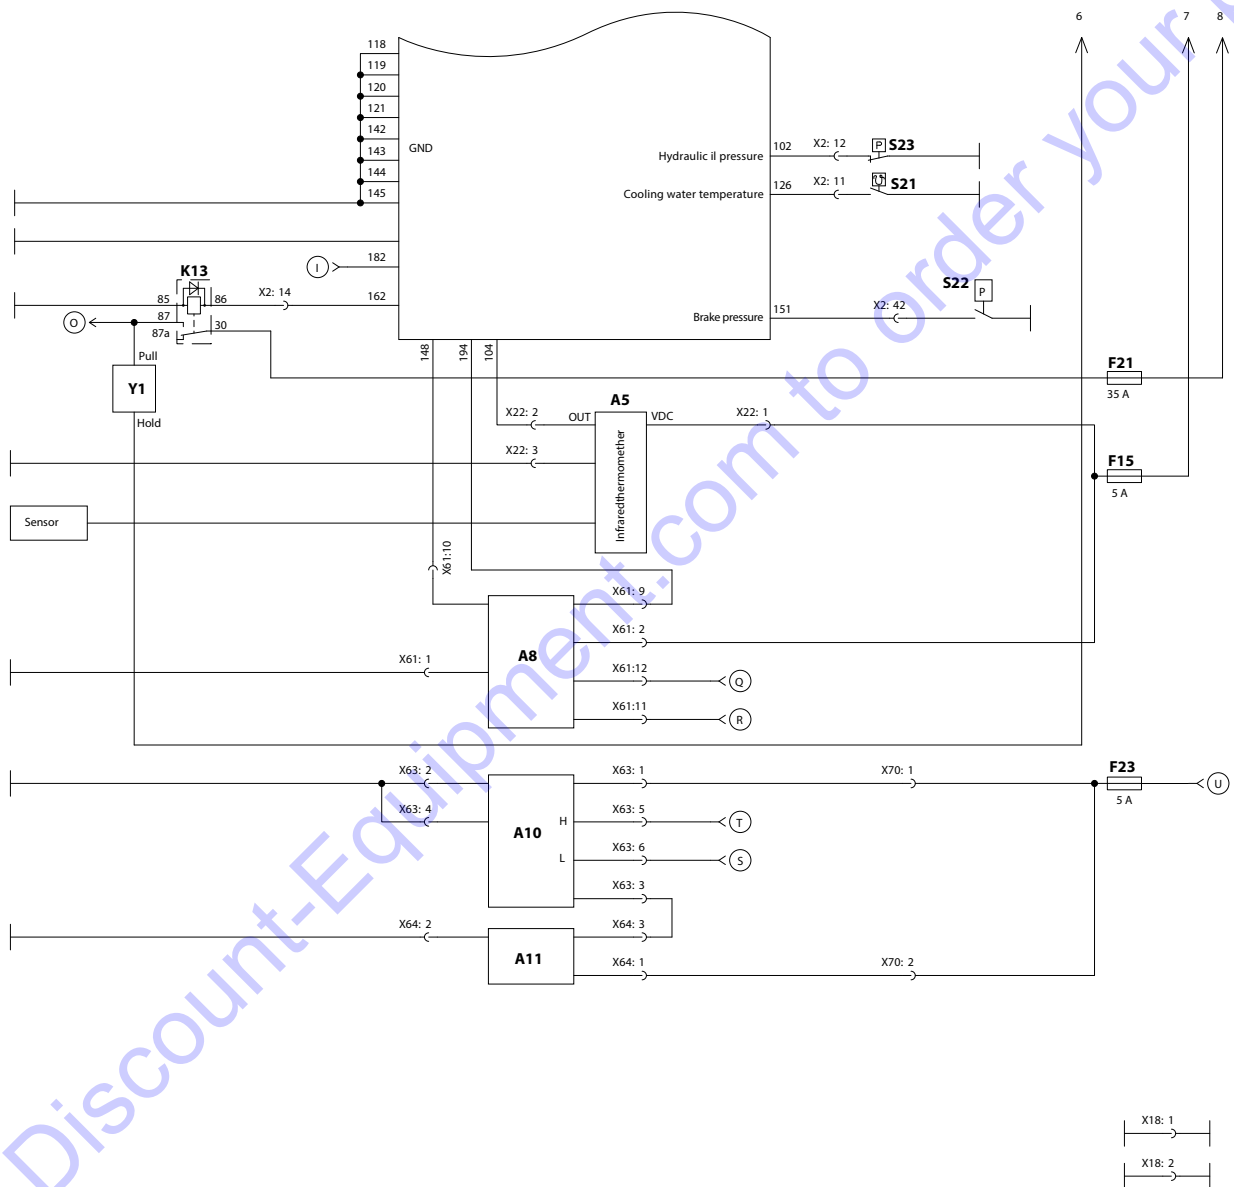 6
7
8
118
119
120
121
142
143
144
145
GND
Hydraulic il pressure
102
X2: 12
P
S23
Cooling water temperature
126
X2: 11
S21
I
182
K13
85
86
X2: 14
162
O
87
87a
30
Brake pressure
151
X2: 42
S22
P
Pull
Y1
Hold
148
194
104
F21
35 A
A5
X22: 2
OUT
VDC
X22: 1
X22: 3
Infraredthermomether
F15
5 A
Sensor
X61:10
X61: 9
X61: 2
A8
X61: 1
X61:12
Q
X61:11
R
X63: 2
X63: 1
X70: 1
F23
5 A
U
X63: 4
A10
H
X63: 5
T
L
X63: 6
S
X63: 3
X64: 2
X64: 3
A11
X64: 1
X70: 2
X18: 1
X18: 2
Discount-Equipment.com to order your p